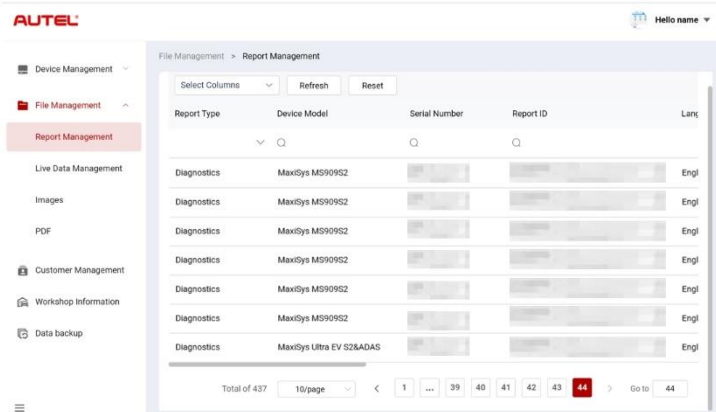 AUTEL
Hello name
Device Management
File Management
Report Management
Live Data Management
Images
PDF
Customer Management
Workshop Information
Data backup
File Management > Report Management
Select Columns Refresh Reset
Report Type Device Model Serial Number Report ID Lang
Diagnostics MaxiSys MS909S2 Engl
Diagnostics MaxiSys MS909S2 Engl
Diagnostics MaxiSys MS909S2 Engl
Diagnostics MaxiSys MS909S2 Engl
Diagnostics MaxiSys MS909S2 Engl
Diagnostics MaxiSys MS909S2 Engl
Diagnostics MaxiSys Ultra EV S2&ADAS Engl
Total of 437 10/page < 1 ... 39 40 41 42 43 44 > Go to 44